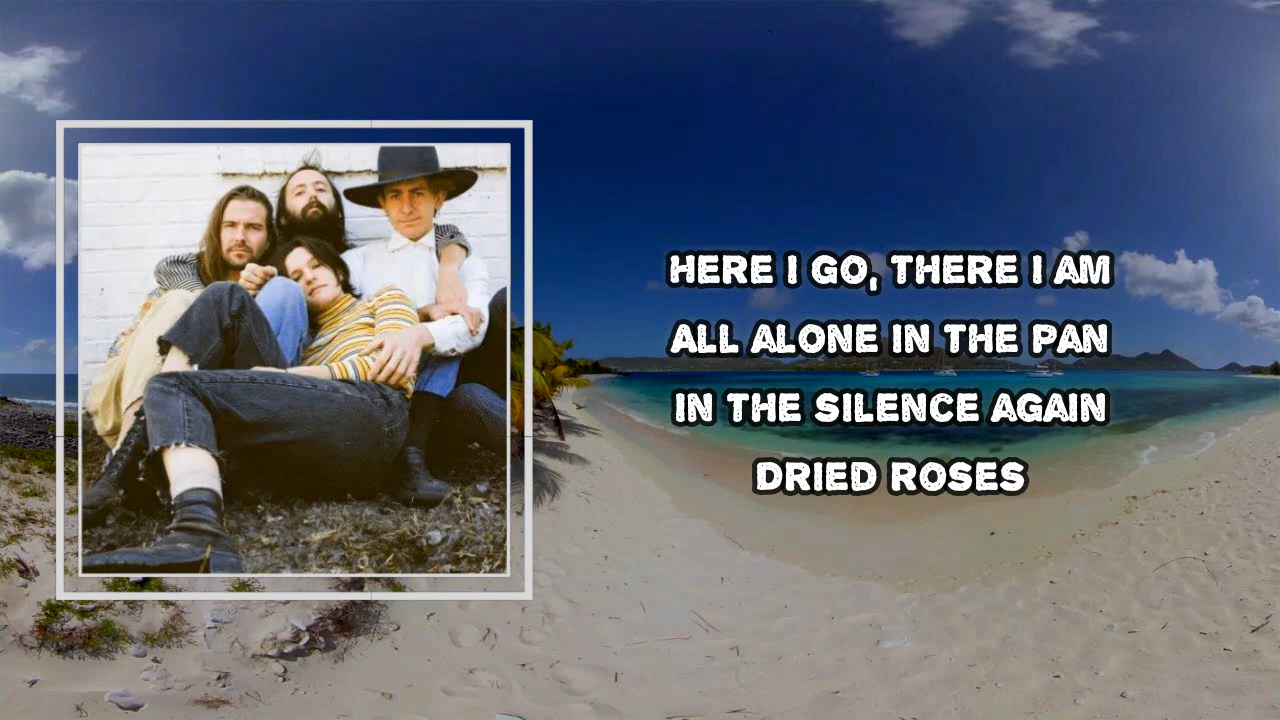 HERE I GO, THERE I AM
ALL ALONE IN THE PAN
IN THE SILENCE AGAIN
DRIED ROSES